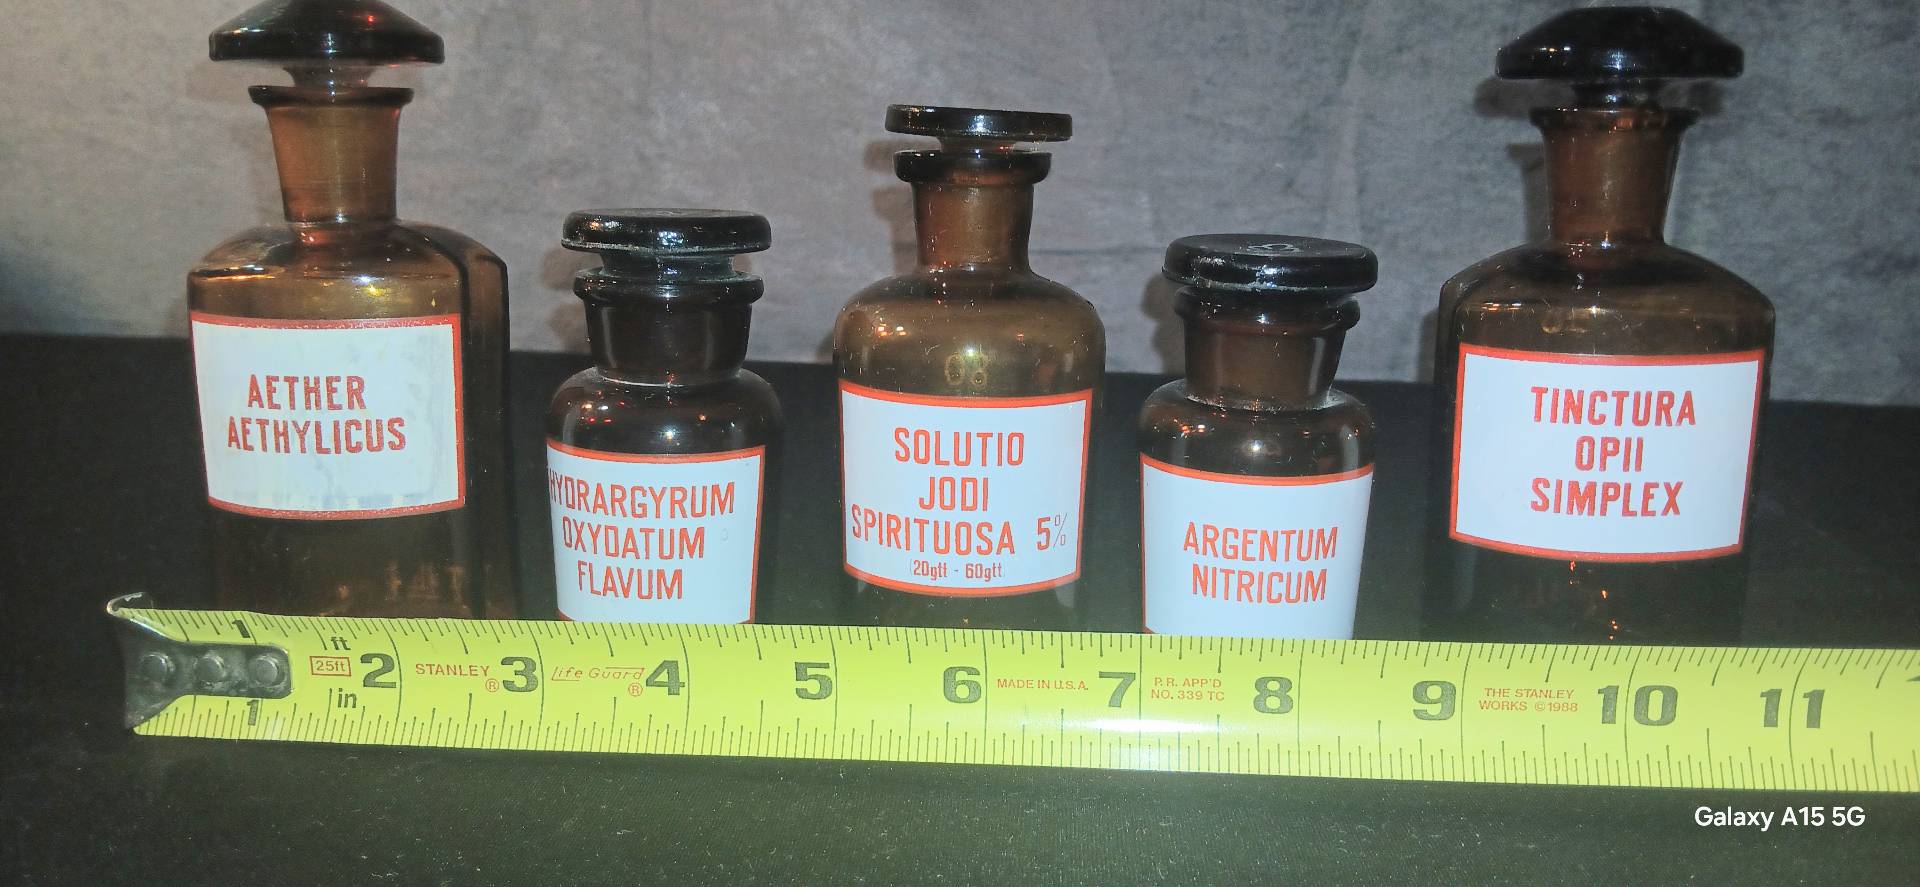 AETHER
AETHYLICUS
HYDRARGYRUM
OXYDATUM
FLAVUM
SOLUTIO
JODI
SPIRITUOSA 5%
(20gtt - 60gtt)
ARGENTUM
NITRICUM
TINCTURA
OPII
SIMPLEX
1 ft 2 STANLEY® 3 Life Guard® 4 5 6 MADE IN U.S.A. 7 P.R. APP'D 8 9 THE STANLEY 10 11
25ft NO. 339 TC WORKS ©1988
1 in
Galaxy A15 5G